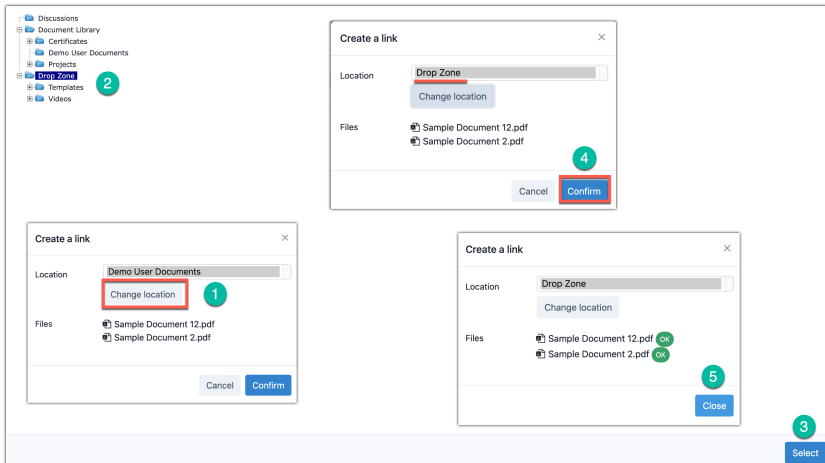 Discussions
Document Library
Certificates
Demo User Documents
Projects
Drop Zone
2
Templates
Videos
Create a link
×
Location
Drop Zone
Change location
Files
Sample Document 12.pdf
Sample Document 2.pdf
4
Cancel
Confirm
Create a link
×
Location
Demo User Documents
Change location
1
Files
Sample Document 12.pdf
Sample Document 2.pdf
Cancel
Confirm
Create a link
×
Location
Drop Zone
Change location
Files
Sample Document 12.pdf OK
Sample Document 2.pdf OK
5
Close
3
Select